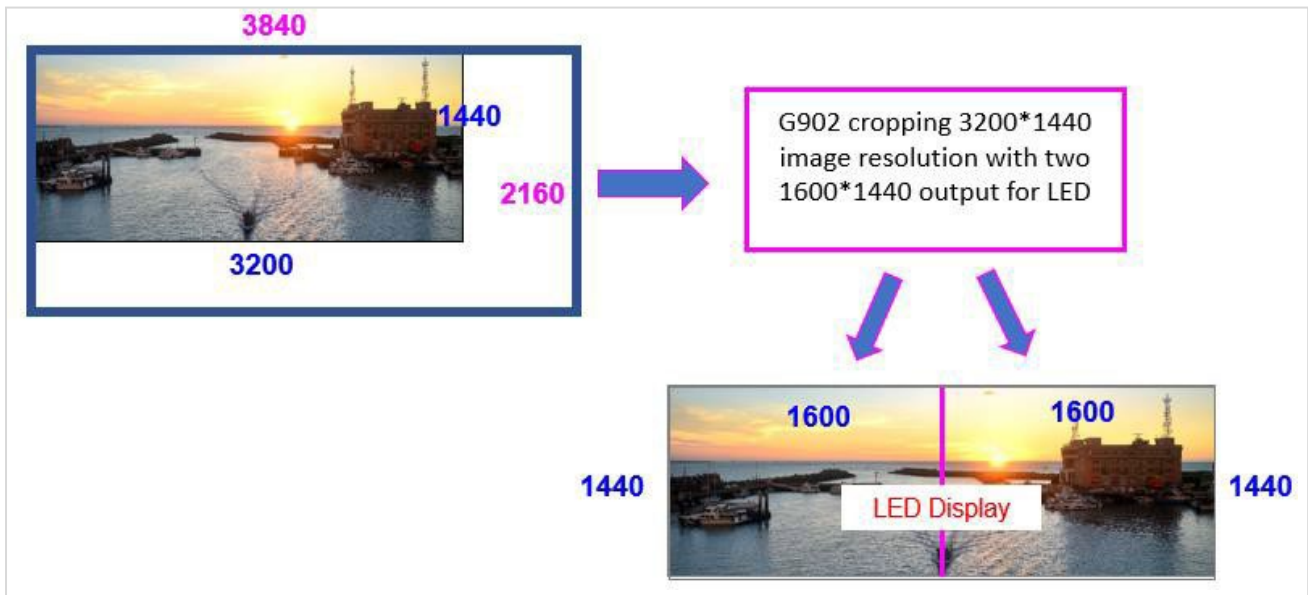 3840
1440
2160
3200
G902 cropping 3200*1440
image resolution with two
1600*1440 output for LED
1600
1600
1440
1440
LED Display